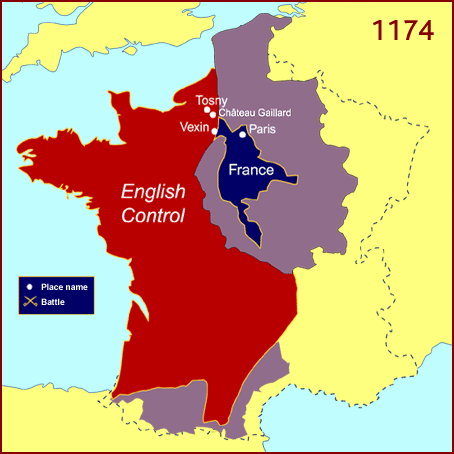 1174
Tosny
Château Gaillard
Vexin
Paris
France
English
Control
Place name
Battle